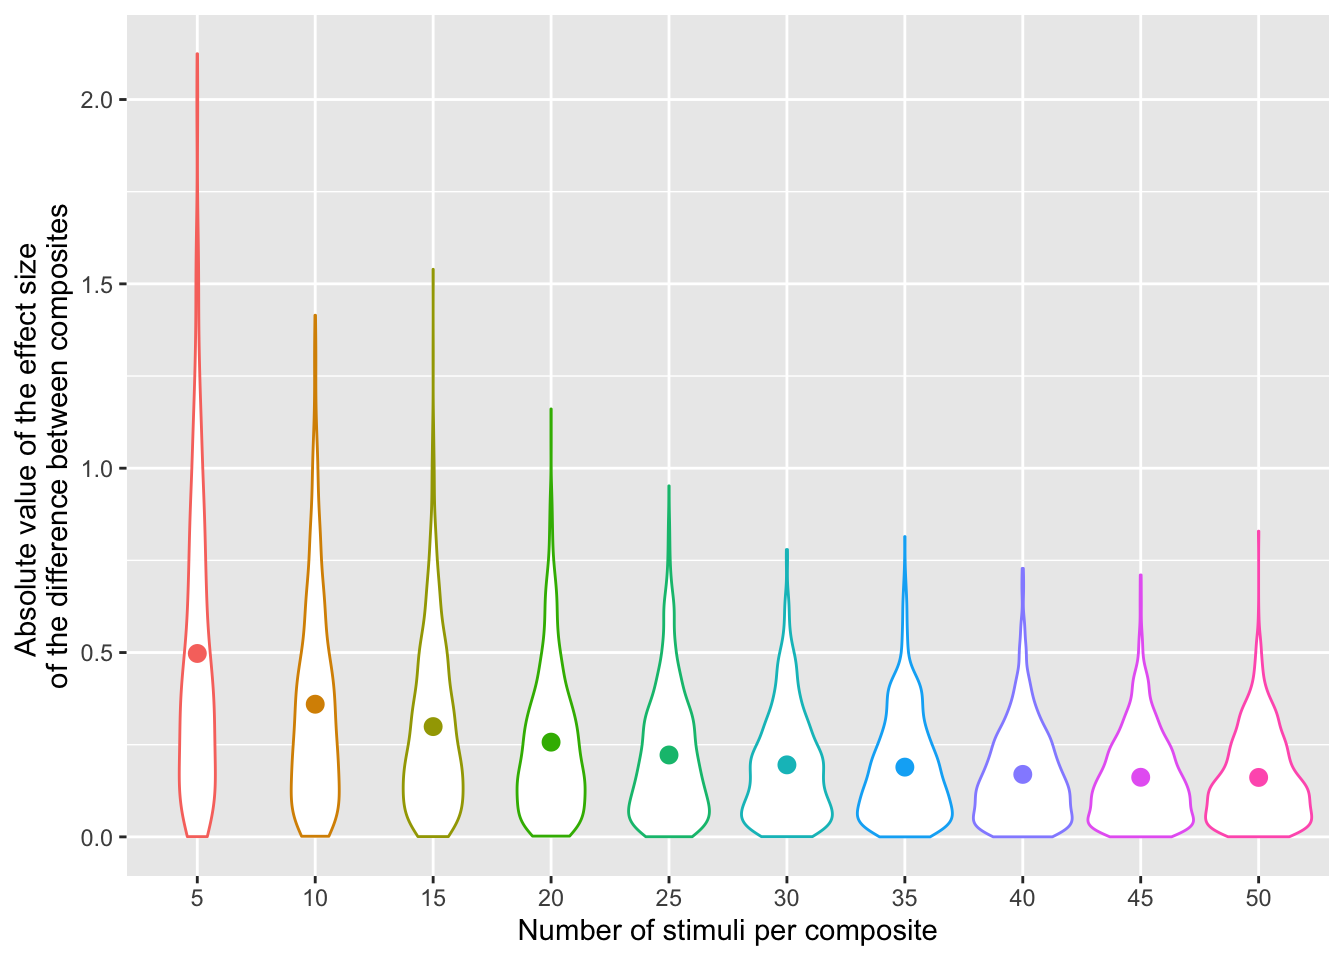 Absolute value of the effect size
of the difference between composites
2.0
1.5
1.0
0.5
0.0
5 10 15 20 25 30 35 40 45 50
Number of stimuli per composite